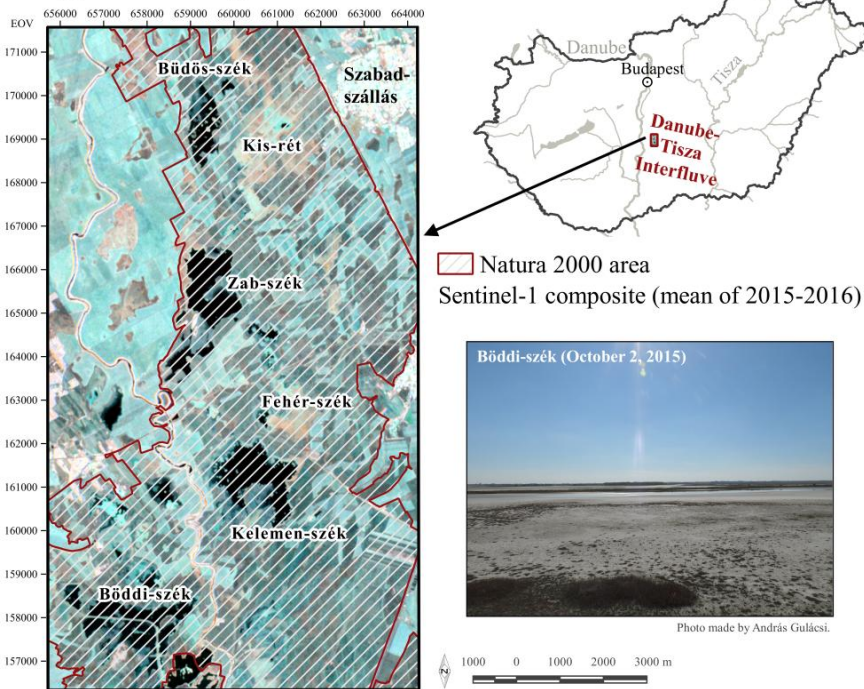 EOV
656000 657000 658000 659000 660000 661000 662000 663000 664000
171000
170000
169000
168000
167000
166000
165000
164000
163000
162000
161000
160000
159000
158000
157000
Büdös-szék
Szabad-
szállás
Kis-rét
Zab-szék
Fehér-szék
Kelemen-szék
Böddi-szék
Danube
Budapest
Tisza
Danube-
Tisza
Interfluve
Natura 2000 area
Sentinel-1 composite (mean of 2015-2016)
Böddi-szék (October 2, 2015)
Photo made by András Gulácsi.
Z
1000 0 1000 2000 3000 m